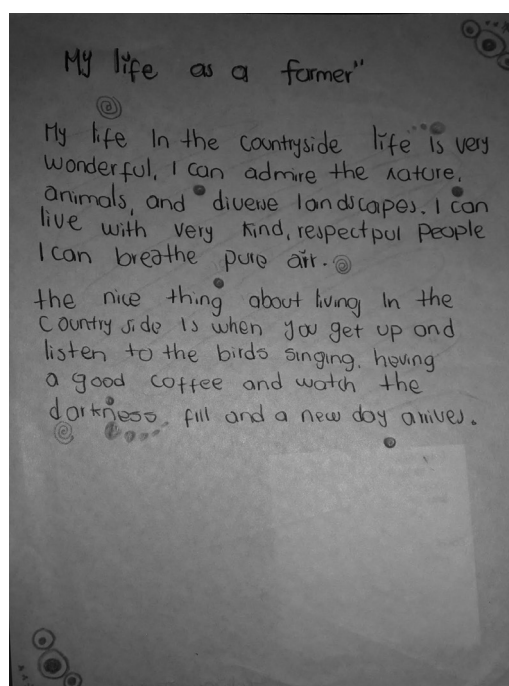 My life as a farmer"
My life In the countryside life is very
wonderful, I can admire the nature,
animals, and diverse landscapes. I can
live with very kind, respectpul people
I can breathe pure air.
the nice thing about living In the
Country side Is when you get up and
listen to the birds singing, having
a good coffee and watch the
darkness fill and a new day arrives.